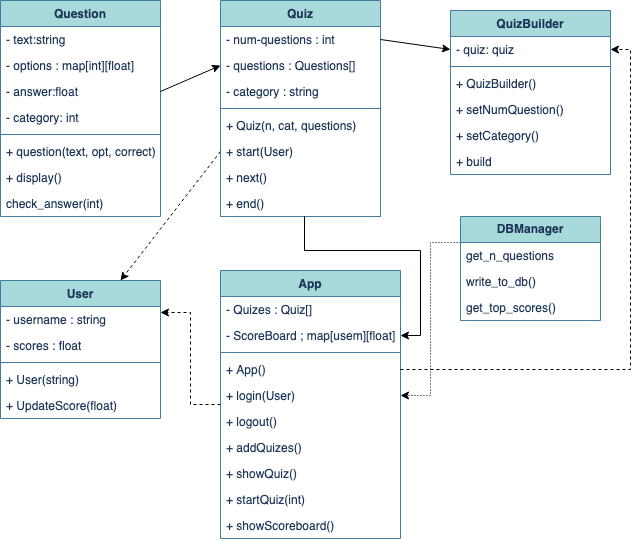 Question
- text:string
- options : map[int][float]
- answer:float
- category: int
+ question(text, opt, correct)
+ display()
check_answer(int)
Quiz
- num-questions : int
- questions : Questions[]
- category : string
+ Quiz(n, cat, questions)
+ start(User)
+ next()
+ end()
QuizBuilder
- quiz: quiz
+ QuizBuilder()
+ setNumQuestion()
+ setCategory()
+ build
DBManager
get_n_questions
write_to_db()
get_top_scores()
User
- username : string
- scores : float
+ User(string)
+ UpdateScore(float)
App
- Quizes : Quiz[]
- ScoreBoard ; map[usem][float]
+ App()
+ login(User)
+ logout()
+ addQuizes()
+ showQuiz()
+ startQuiz(int)
+ showScoreboard()